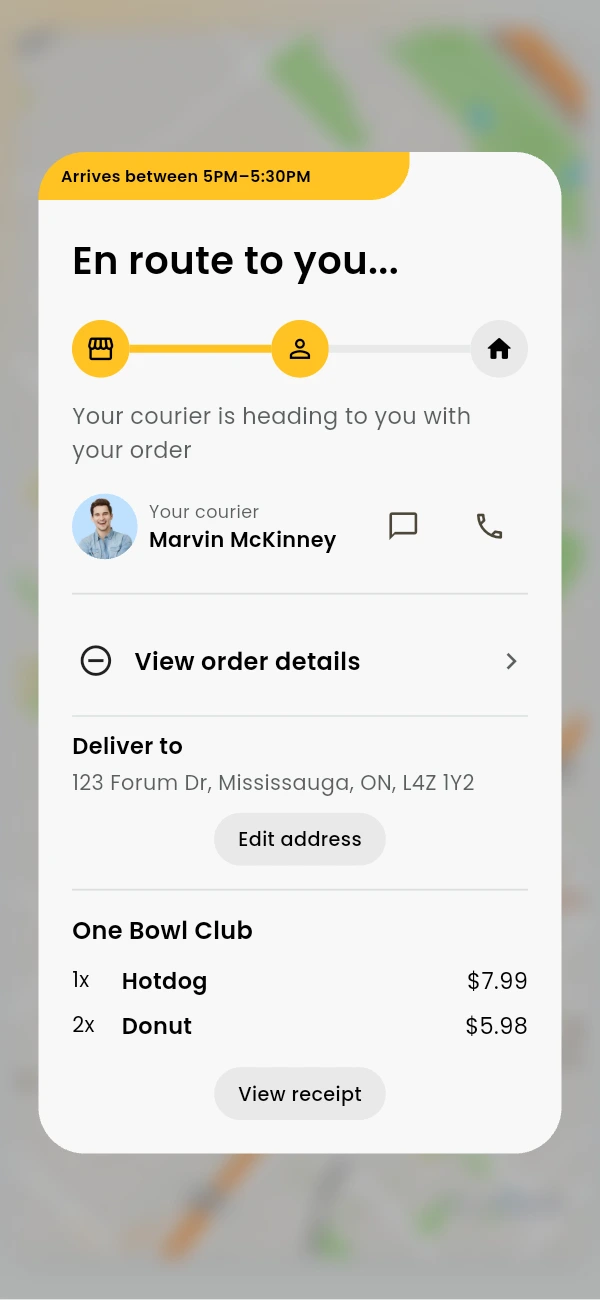 Arrives between 5PM–5:30PM
En route to you...
Your courier is heading to you with
your order
Your courier
Marvin McKinney
View order details
Deliver to
123 Forum Dr, Mississauga, ON, L4Z 1Y2
Edit address
One Bowl Club
1x Hotdog $7.99
2x Donut $5.98
View receipt